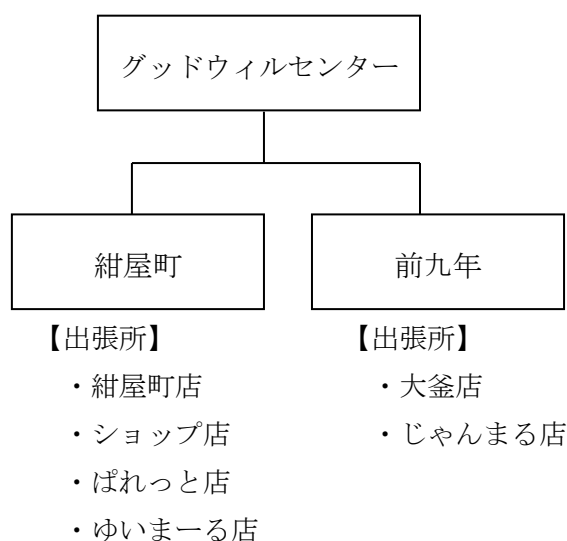 グッドウィルセンター
紺屋町
前九年
【出張所】
・紺屋町店
・ショップ店
・ぱれっと店
・ゆいまーる店
【出張所】
・大釜店
・じゃんまる店